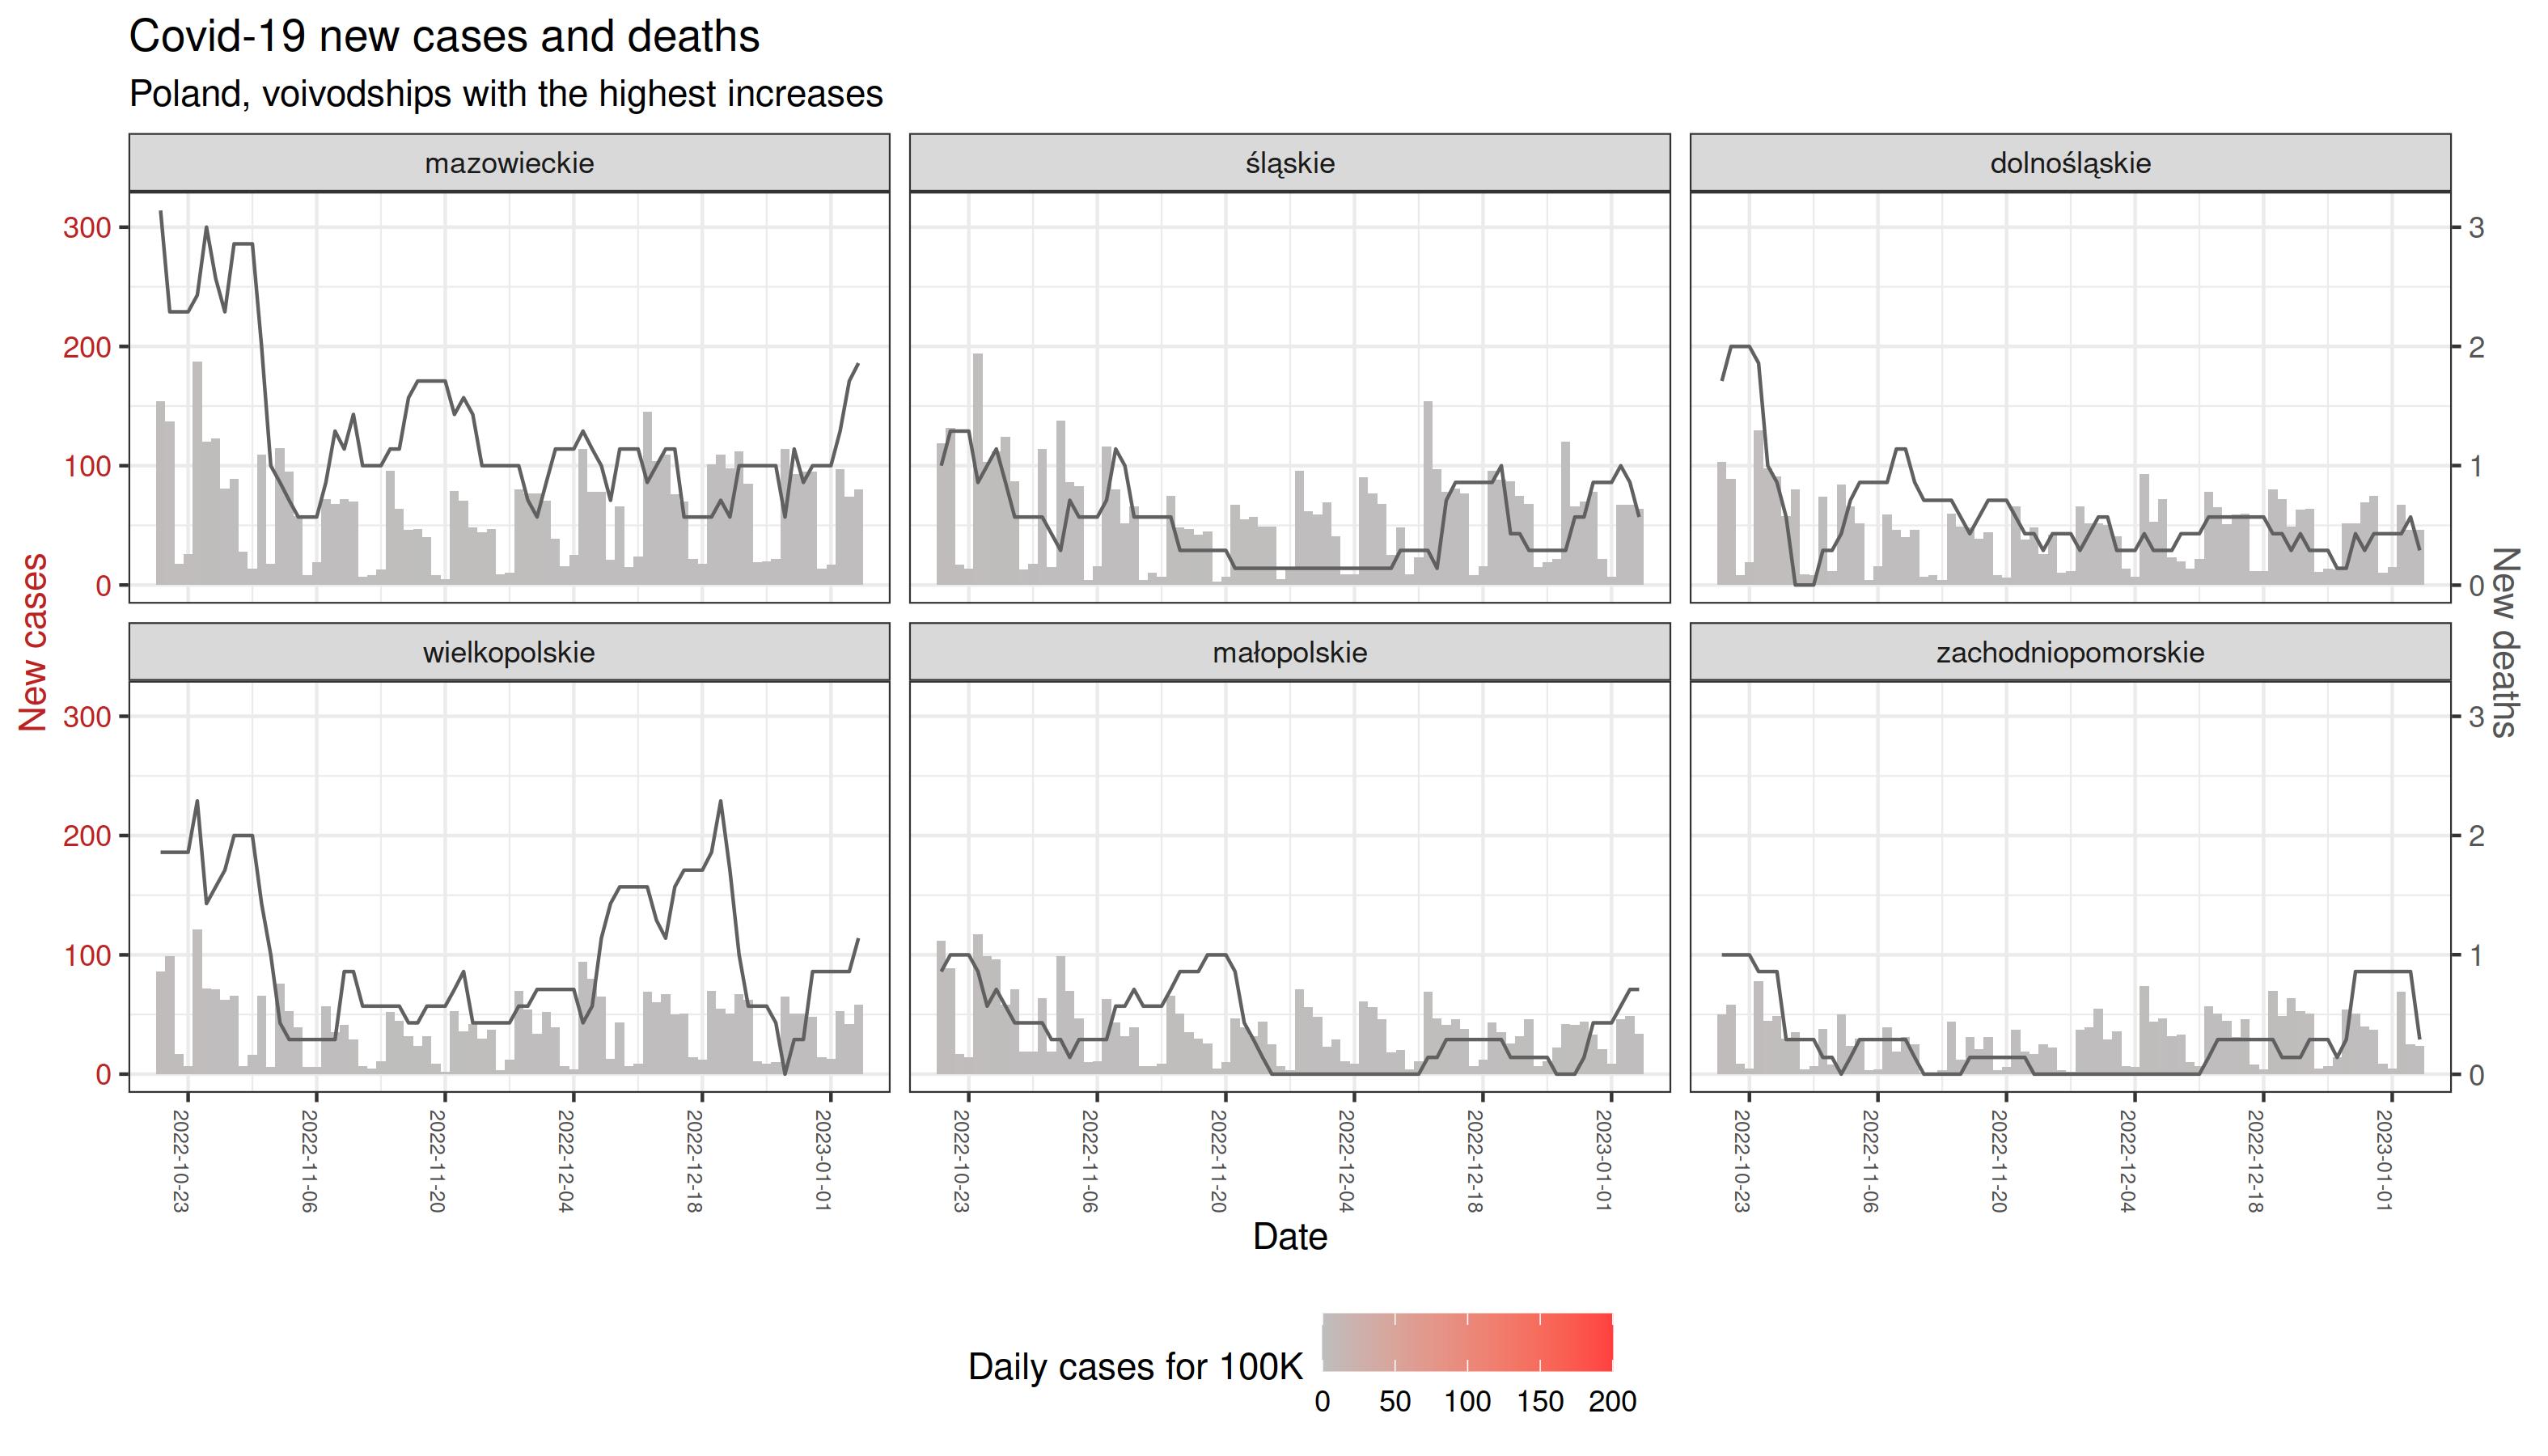 Covid-19 new cases and deaths
Poland, voivodships with the highest increases
mazowieckie
śląskie
dolnośląskie
300
200
100
0
3
2
1
0
New cases
New deaths
wielkopolskie
małopolskie
zachodniopomorskie
300
200
100
0
3
2
1
0
2022-10-23
2022-11-06
2022-11-20
2022-12-04
2022-12-18
2023-01-01
2022-10-23
2022-11-06
2022-11-20
2022-12-04
2022-12-18
2023-01-01
2022-10-23
2022-11-06
2022-11-20
2022-12-04
2022-12-18
2023-01-01
Date
Daily cases for 100K
0 50 100 150 200